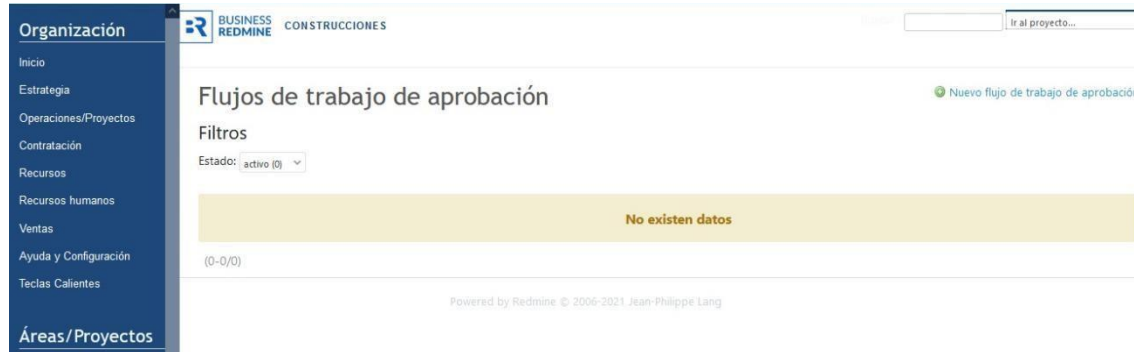 Organización
Inicio
Estrategia
Operaciones/Proyectos
Contratación
Recursos
Recursos humanos
Ventas
Ayuda y Configuración
Teclas Calientes
Áreas/Proyectos
BUSINESS
REDMINE
CONSTRUCCIONES
Ir al proyecto...
Flujos de trabajo de aprobación
Nuevo flujo de trabajo de aprobación
Filtros
Estado: activo (0)
No existen datos
(0-0/0)
Powered by Redmine © 2006-2021 Jean-Philippe Lang